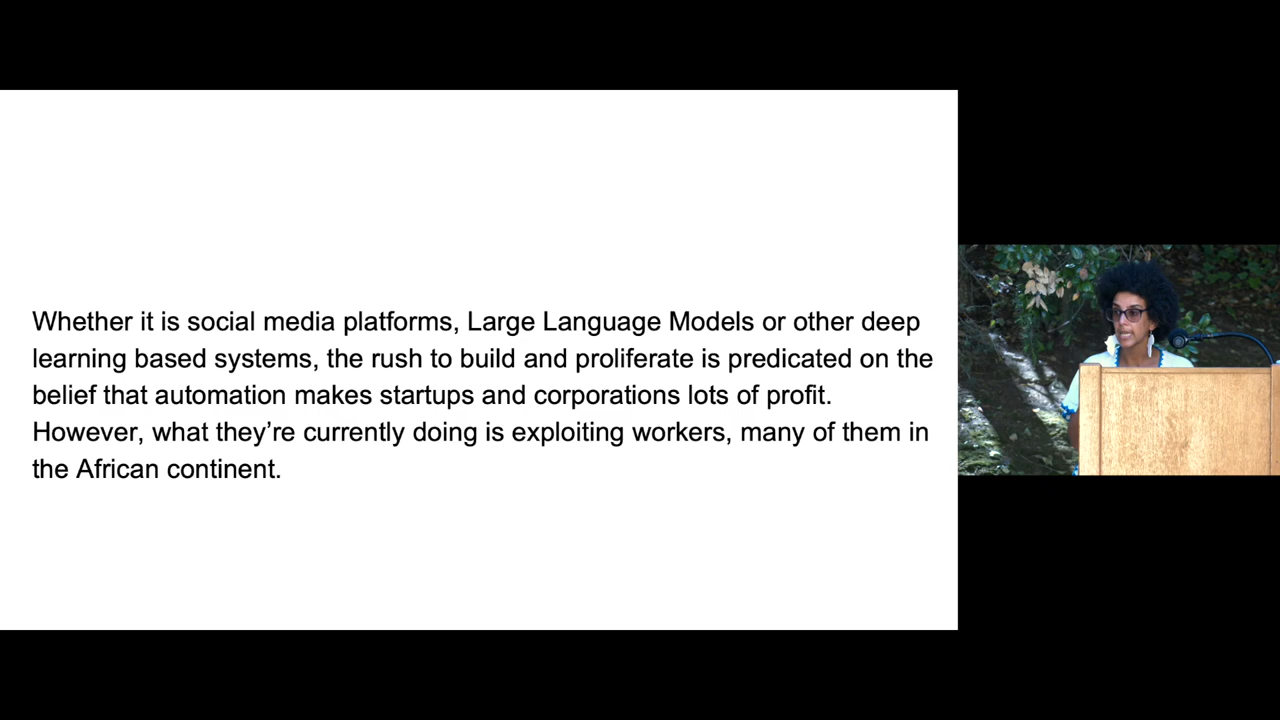 Whether it is social media platforms, Large Language Models or other deep
learning based systems, the rush to build and proliferate is predicated on the
belief that automation makes startups and corporations lots of profit.
However, what they’re currently doing is exploiting workers, many of them in
the African continent.